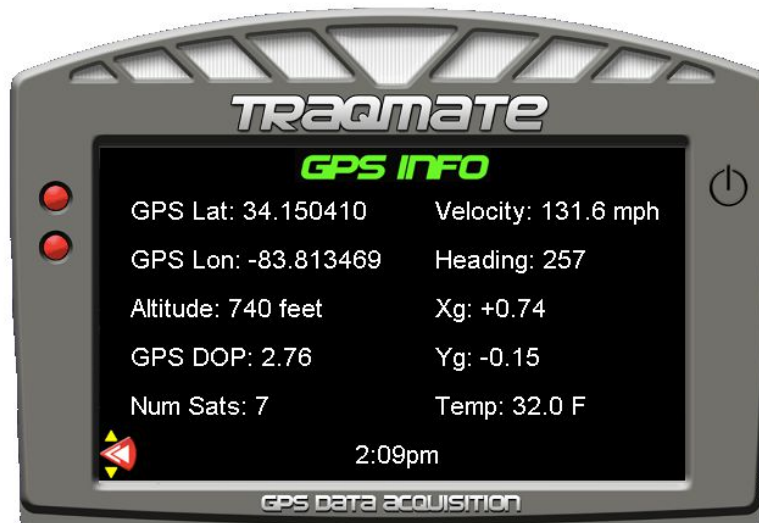 TRAQMATE
GPS INFO
GPS Lat: 34.150410 Velocity: 131.6 mph
GPS Lon: -83.813469 Heading: 257
Altitude: 740 feet Xg: +0.74
GPS DOP: 2.76 Yg: -0.15
Num Sats: 7 Temp: 32.0 F
2:09pm
GPS DATA ACQUISITION